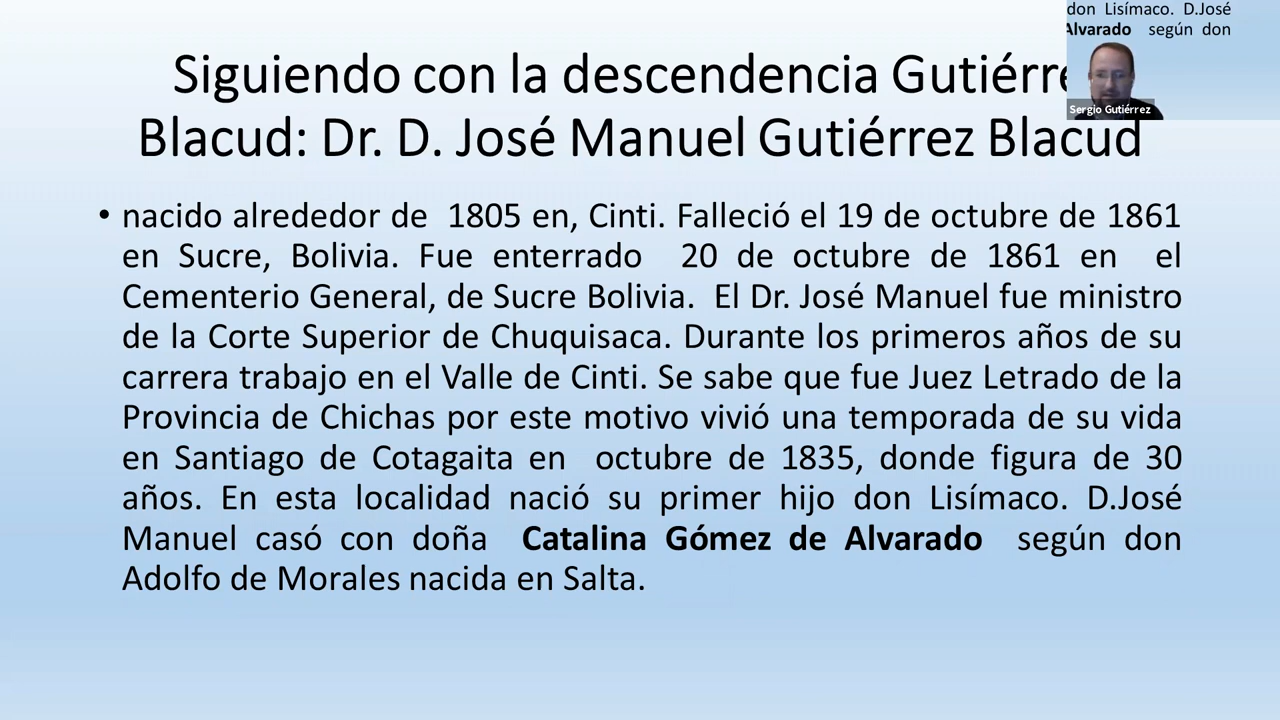 Siguiendo con la descendencia Gutiérre
Blacud: Dr. D. José Manuel Gutiérrez Blacud
• nacido alrededor de 1805 en, Cinti. Falleció el 19 de octubre de 1861
en Sucre, Bolivia. Fue enterrado 20 de octubre de 1861 en el
Cementerio General, de Sucre Bolivia. El Dr. José Manuel fue ministro
de la Corte Superior de Chuquisaca. Durante los primeros años de su
carrera trabajo en el Valle de Cinti. Se sabe que fue Juez Letrado de la
Provincia de Chichas por este motivo vivió una temporada de su vida
en Santiago de Cotagaita en octubre de 1835, donde figura de 30
años. En esta localidad nació su primer hijo don Lisímaco. D.José
Manuel casó con doña Catalina Gómez de Alvarado según don
Adolfo de Morales nacida en Salta.
don Lisímaco. D.José
Alvarado según don
Sergio Gutiérrez